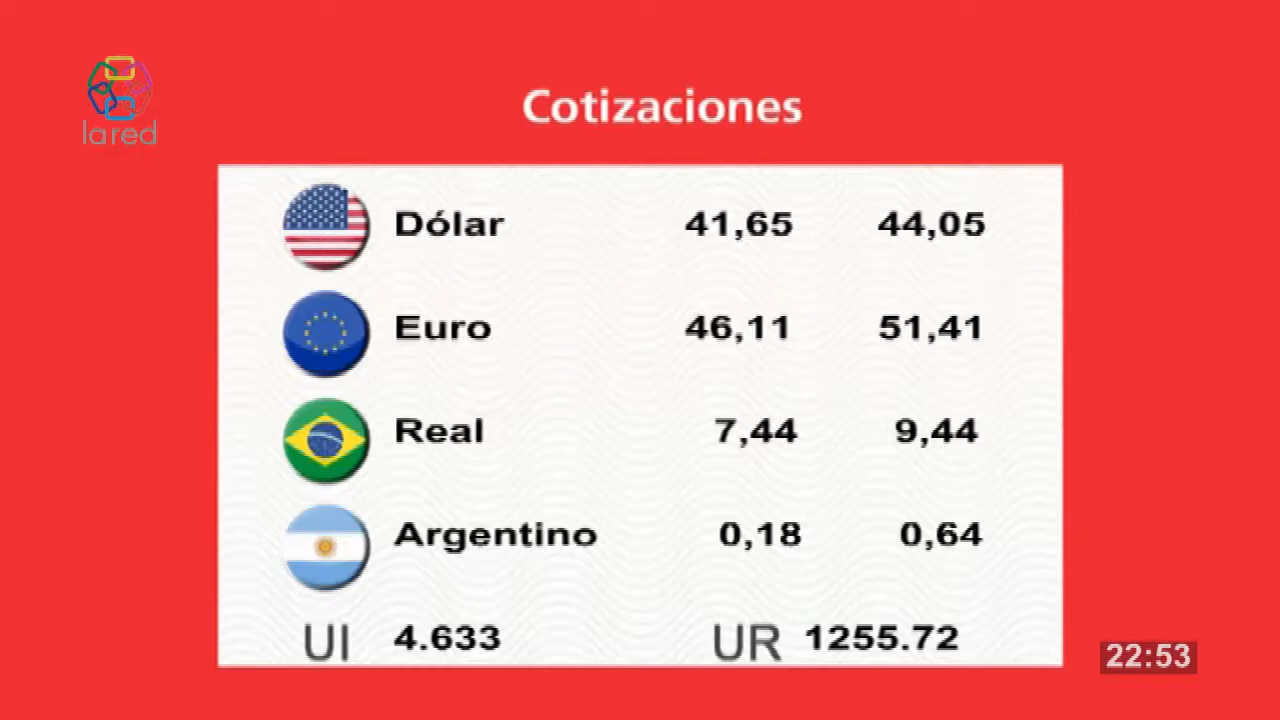 lared
Cotizaciones
Dólar 41,65 44,05
Euro 46,11 51,41
Real 7,44 9,44
Argentino 0,18 0,64
UI 4.633 UR 1255.72
22:53